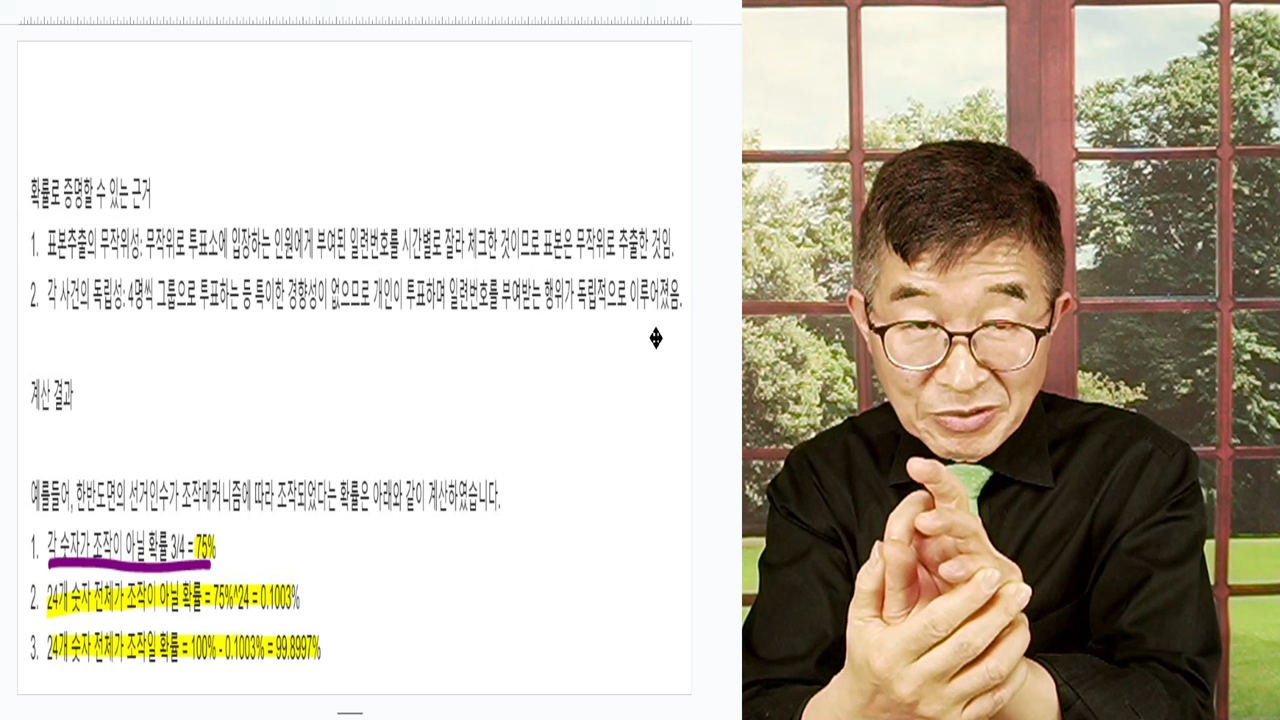 확률로 증명할 수 있는 근거
1. 표본추출의 무작위성: 무작위로 투표소에 입장하는 인원에게 부여된 일련번호를 시간별로 잘라 체크한 것이므로 표본은 무작위로 추출한 것임.
2. 각 사건의 독립성: 4명씩 그룹으로 투표하는 등 특이한 경향성이 없으므로 개인이 투표하며 일련번호를 부여받는 행위가 독립적으로 이루어졌음.
계산 결과
예를들어, 한반도면의 선거인수가 조작메커니즘에 따라 조작되었다는 확률은 아래와 같이 계산하였습니다.
1. 각 숫자가 조작이 아닐 확률 3/4 = 75%
2. 24개 숫자 전체가 조작이 아닐 확률 = 75%^24 = 0.1003%
3. 24개 숫자 전체가 조작일 확률 = 100% - 0.1003% = 99.8997%